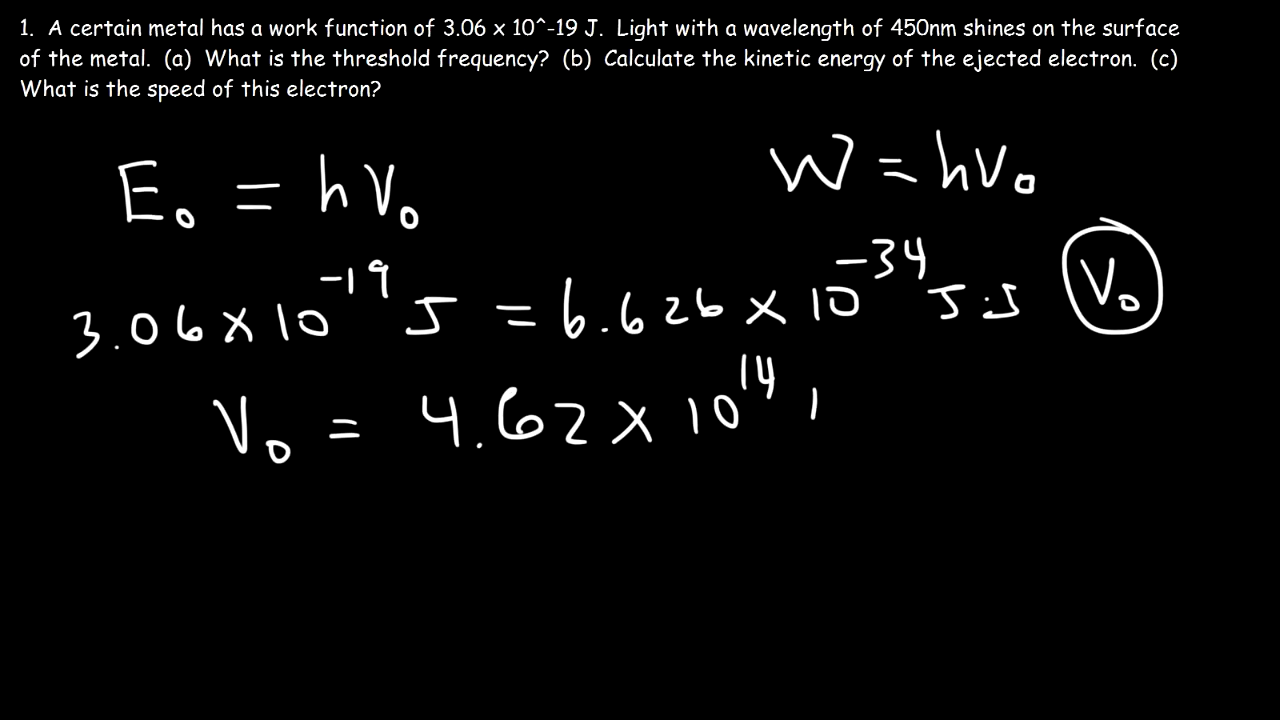 1. A certain metal has a work function of 3.06 x 10^-19 J. Light with a wavelength of 450nm shines on the surface
of the metal. (a) What is the threshold frequency? (b) Calculate the kinetic energy of the ejected electron. (c)
What is the speed of this electron?
E₀ = hV₀
W = hV₀
3.06 x 10⁻¹⁹ J = 6.626 x 10⁻³⁴ J·S V₀
V₀ = 4.62 x 10¹⁴